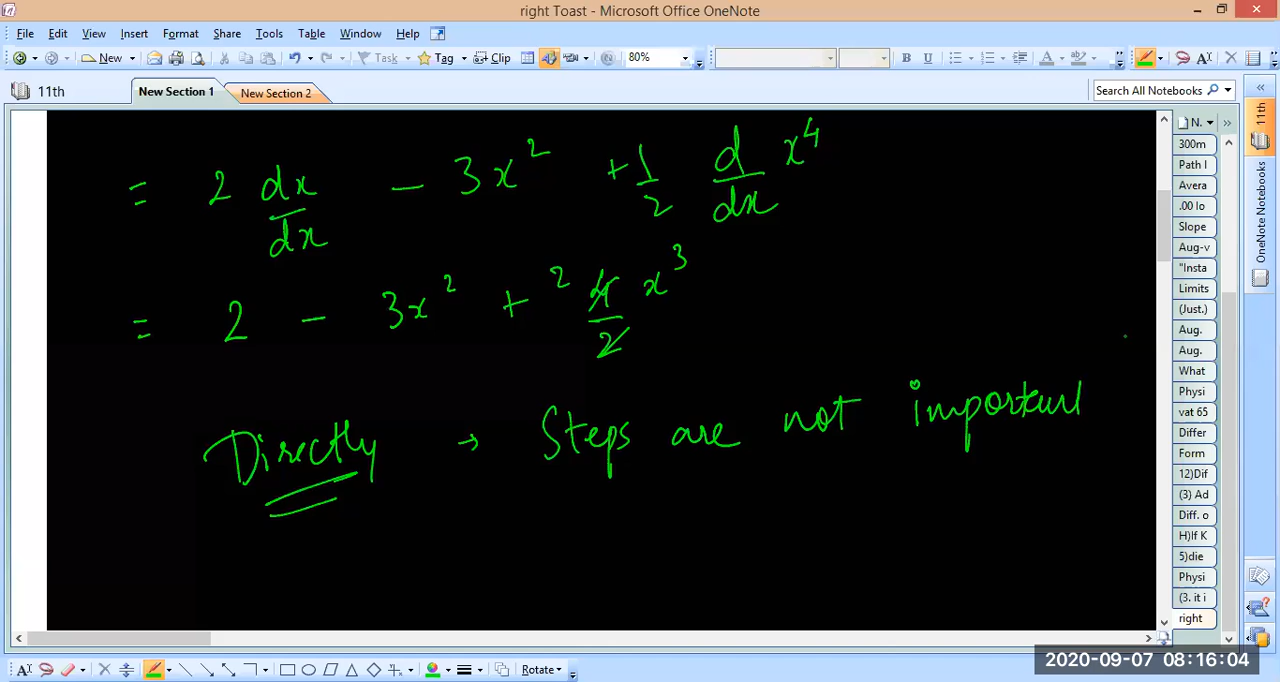 right Toast - Microsoft Office OneNote
File Edit View Insert Format Share Tools Table Window Help
New Task Tag Clip 80% B U A
11th New Section 1 New Section 2 Search All Notebooks
= 2 dx/dx - 3x² + 1/2 d/dx x⁴
= 2 - 3x² + ² 4/2 x³
Directly → Steps are not important
N.
300m
Path I
Avera
.00 lo
Slope
Aug-v
"Insta
Limits
(Just.)
Aug.
Aug.
What
Physi
vat 65
Differ
Form
12)Dif
(3) Ad
Diff. o
H)If K
5)die
Physi
(3. it i
right
11th
OneNote Notebooks
Rotate
2020-09-07 08:16:04